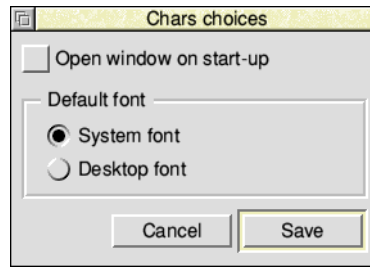 Chars choices
Open window on start-up
Default font
System font
Desktop font
Cancel Save